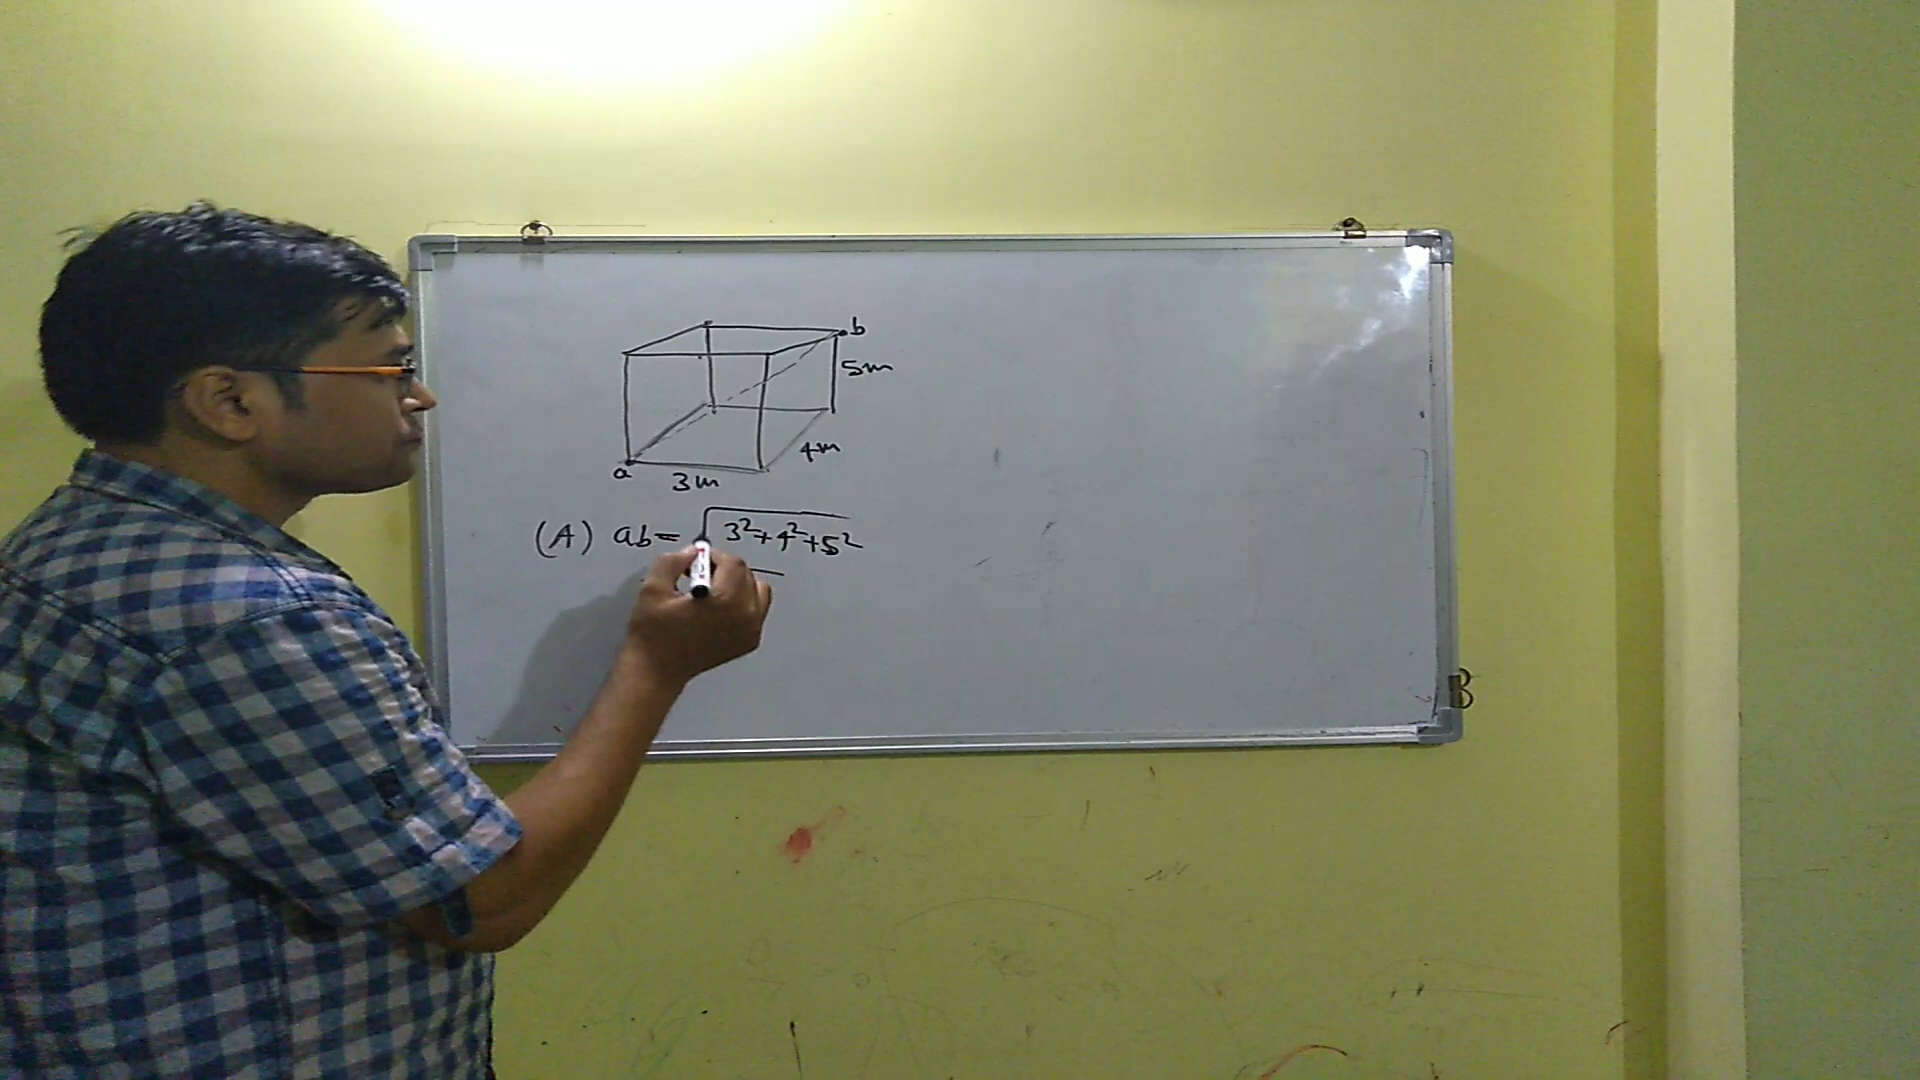 b
5m
4m
a
3m
(A) ab = √3²+4²+5²
B